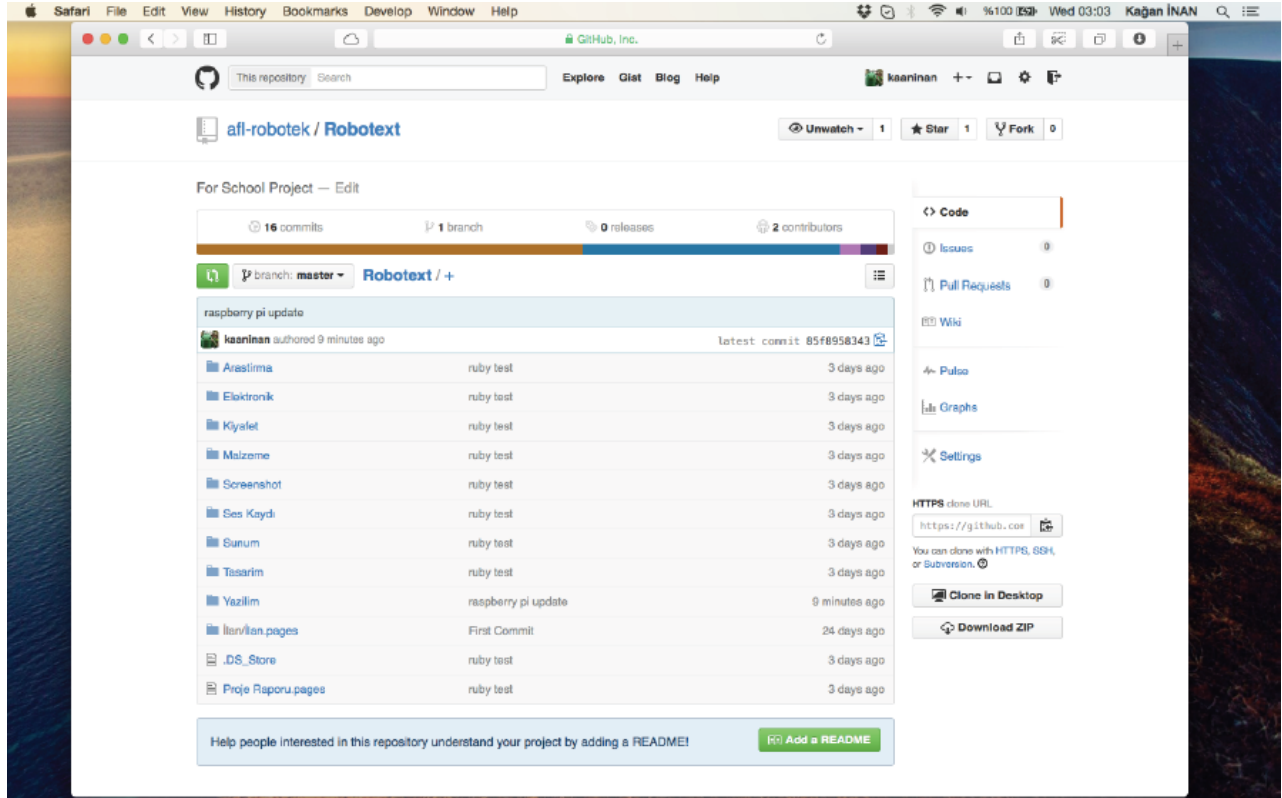 Safari File Edit View History Bookmarks Develop Window Help %100 Wed 03:03 Kağan İNAN
GitHub, Inc.
This repository Search Explore Gist Blog Help kaaninan
afl-robotek / Robotext Unwatch 1 Star 1 Fork 0
For School Project — Edit
16 commits 1 branch 0 releases 2 contributors
branch: master Robotext / +
raspberry pi update
kaaninan authored 9 minutes ago latest commit 85f8958343
Arastirma ruby test 3 days ago
Elektronik ruby test 3 days ago
Kiyafet ruby test 3 days ago
Malzeme ruby test 3 days ago
Screenshot ruby test 3 days ago
Ses Kaydı ruby test 3 days ago
Sunum ruby test 3 days ago
Tasarim ruby test 3 days ago
Yazilim raspberry pi update 9 minutes ago
İlan/İlan.pages First Commit 24 days ago
.DS_Store ruby test 3 days ago
Proje Raporu.pages ruby test 3 days ago
Help people interested in this repository understand your project by adding a README! Add a README
Code
Issues 0
Pull Requests 0
Wiki
Pulse
Graphs
Settings
HTTPS clone URL
https://github.com
You can clone with HTTPS, SSH,
or Subversion.
Clone in Desktop
Download ZIP